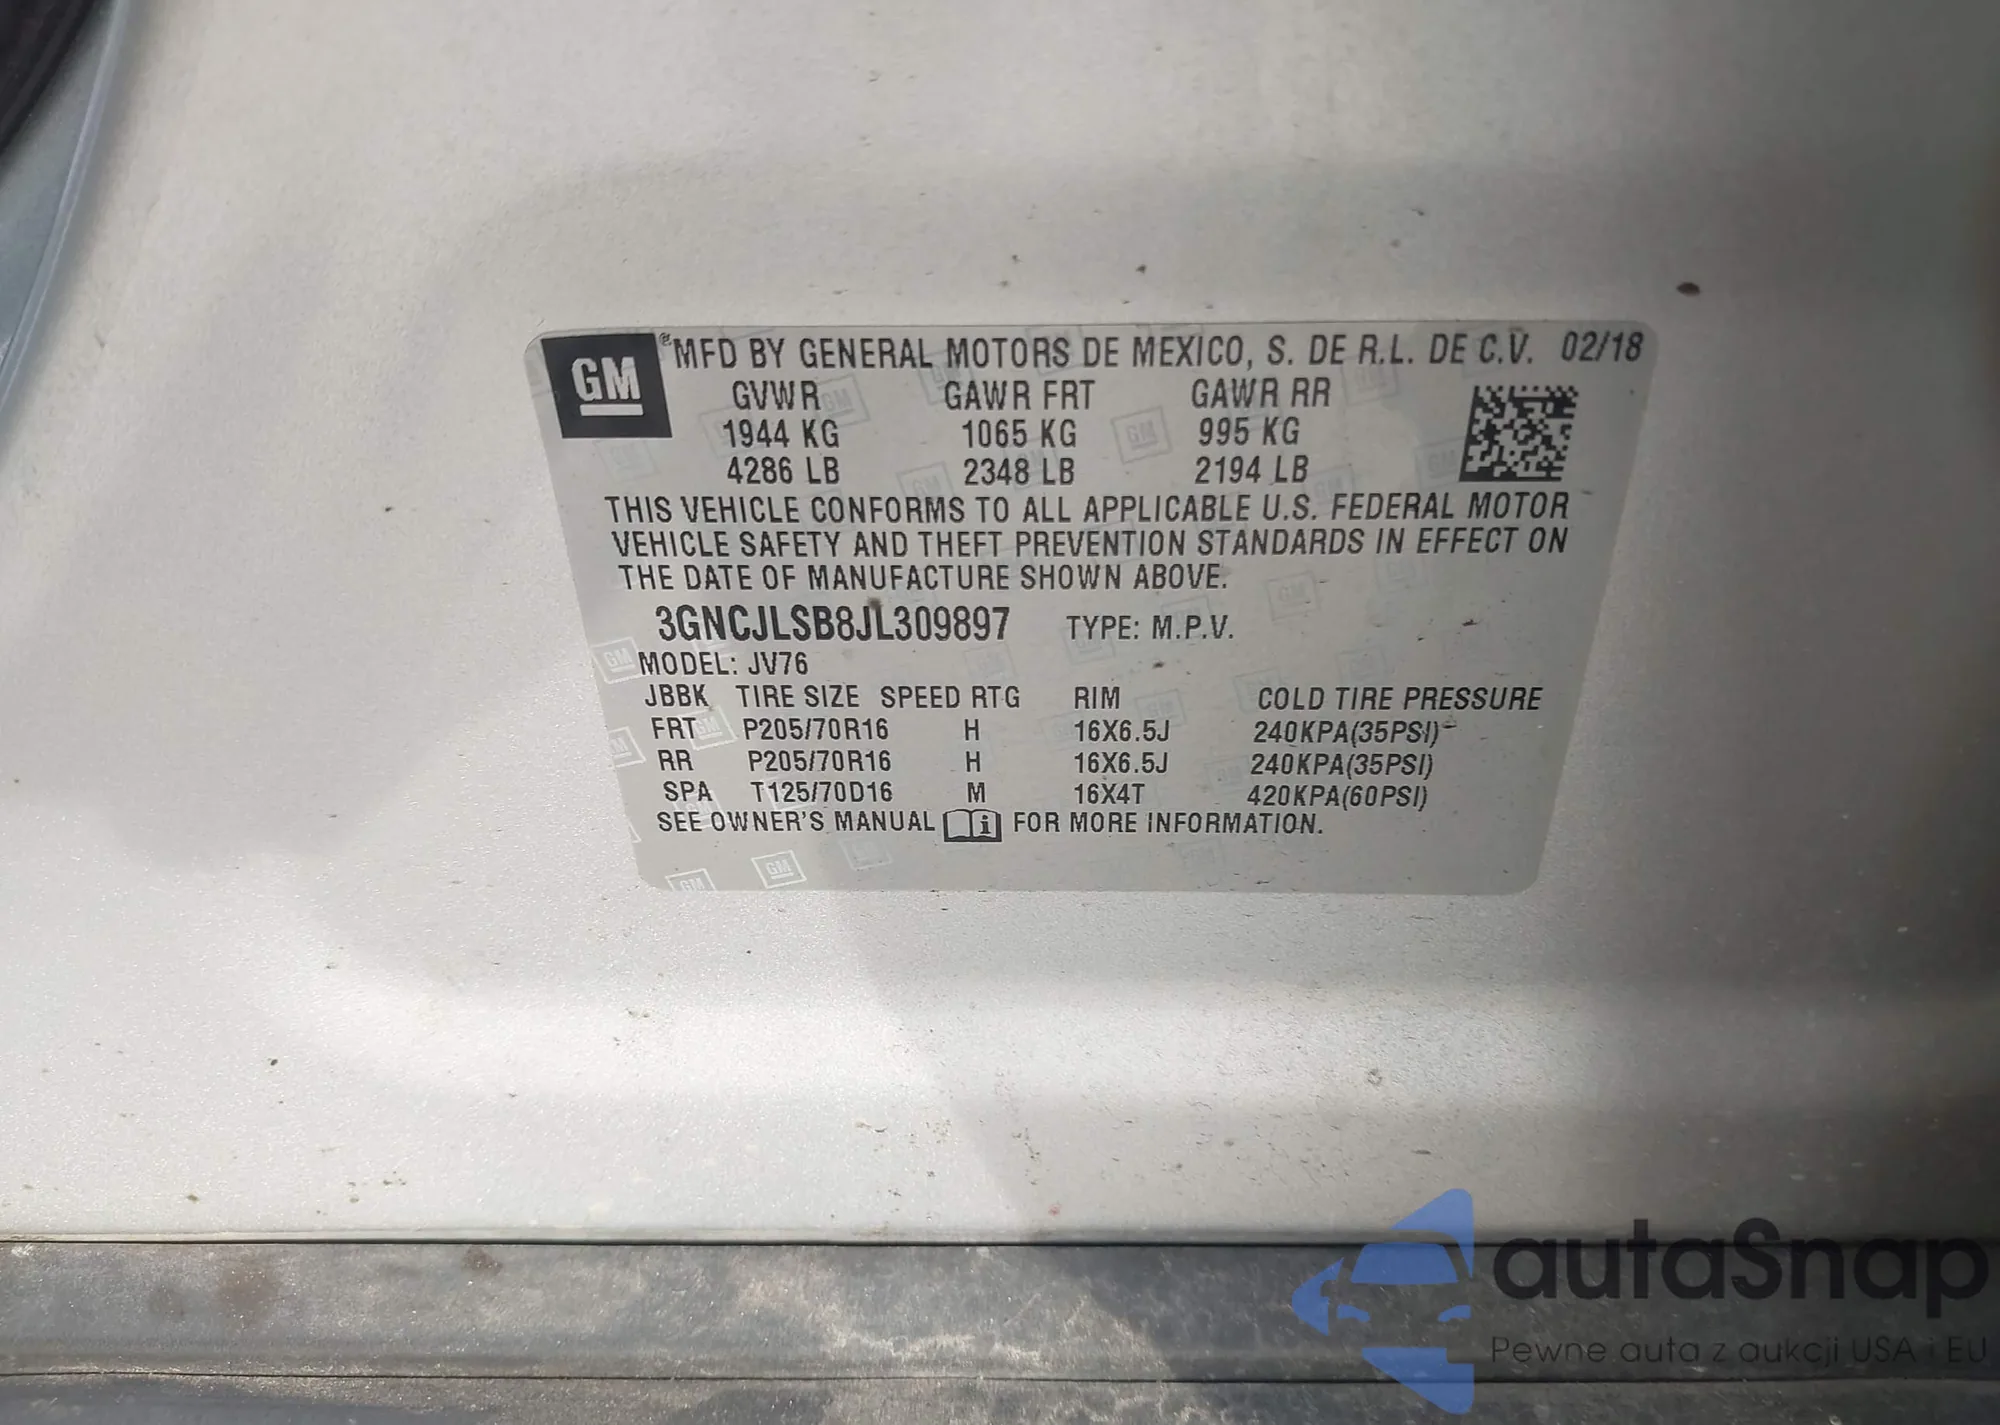 GM ® MFD BY GENERAL MOTORS DE MEXICO, S. DE R.L. DE C.V. 02/18
GVWR GAWR FRT GAWR RR
1944 KG 1065 KG 995 KG
4286 LB 2348 LB 2194 LB
THIS VEHICLE CONFORMS TO ALL APPLICABLE U.S. FEDERAL MOTOR
VEHICLE SAFETY AND THEFT PREVENTION STANDARDS IN EFFECT ON
THE DATE OF MANUFACTURE SHOWN ABOVE.
3GNCJLSB8JL309897 TYPE: M.P.V.
MODEL: JV76
JBBK TIRE SIZE SPEED RTG RIM COLD TIRE PRESSURE
FRT P205/70R16 H 16X6.5J 240KPA(35PSI)
RR P205/70R16 H 16X6.5J 240KPA(35PSI)
SPA T125/70D16 M 16X4T 420KPA(60PSI)
SEE OWNER'S MANUAL i FOR MORE INFORMATION.
autaSnap
Pewne auta z aukcji USA i EU